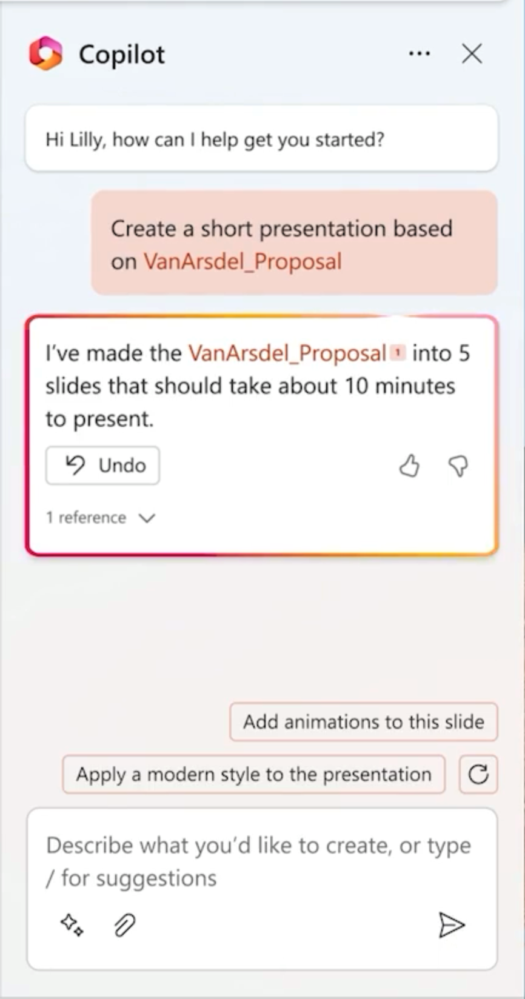 Copilot
Hi Lilly, how can I help get you started?
Create a short presentation based
on VanArsdel_Proposal
I've made the VanArsdel_Proposal 1 into 5
slides that should take about 10 minutes
to present.
Undo
1 reference
Add animations to this slide
Apply a modern style to the presentation
Describe what you'd like to create, or type
/ for suggestions